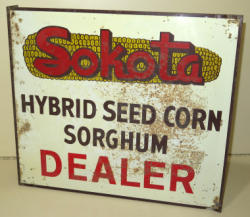 Sokota
HYBRID SEED CORN
SORGHUM
DEALER